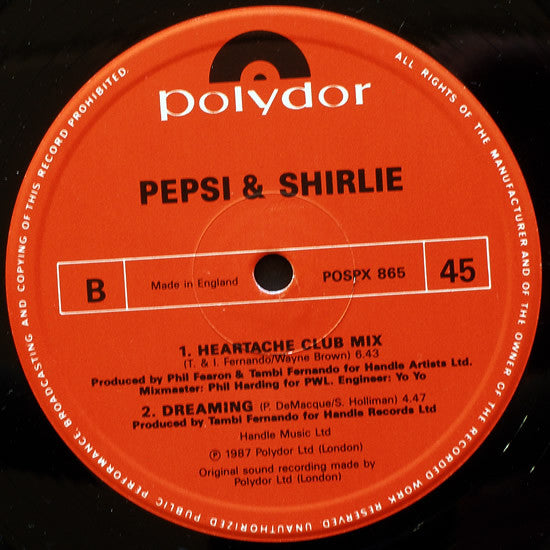 polydor
PEPSI & SHIRLIE
B
Made in England
POSPX 865
45
1. HEARTACHE CLUB MIX
(T. & I. Fernando/Wayne Brown) 6.43
Produced by Phil Fearon & Tambi Fernando for Handle Artists Ltd.
Mixmaster: Phil Harding for PWL. Engineer: Yo Yo
2. DREAMING (P. DeMacque/S. Holliman) 4.47
Produced by Tambi Fernando for Handle Records Ltd
Handle Music Ltd
℗ 1987 Polydor Ltd (London)
Original sound recording made by
Polydor Ltd (London)
ALL RIGHTS OF THE MANUFACTURER AND OF THE OWNER OF THE RECORDED WORK RESERVED. UNAUTHORIZED PUBLIC PERFORMANCE, BROADCASTING AND COPYING OF THIS RECORD PROHIBITED.